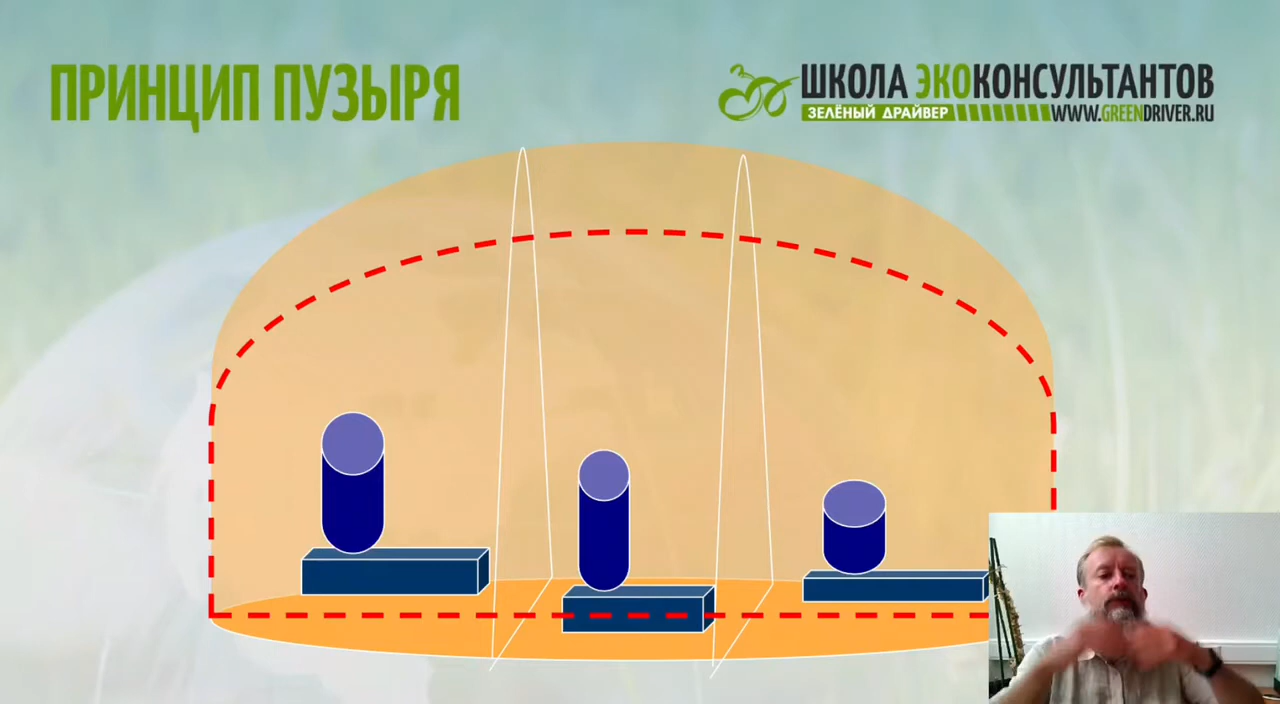 ПРИНЦИП ПУЗЫРЯ
ШКОЛА ЭКОКОНСУЛЬТАНТОВ
ЗЕЛЁНЫЙ ДРАЙВЕР WWW.GREENDRIVER.RU